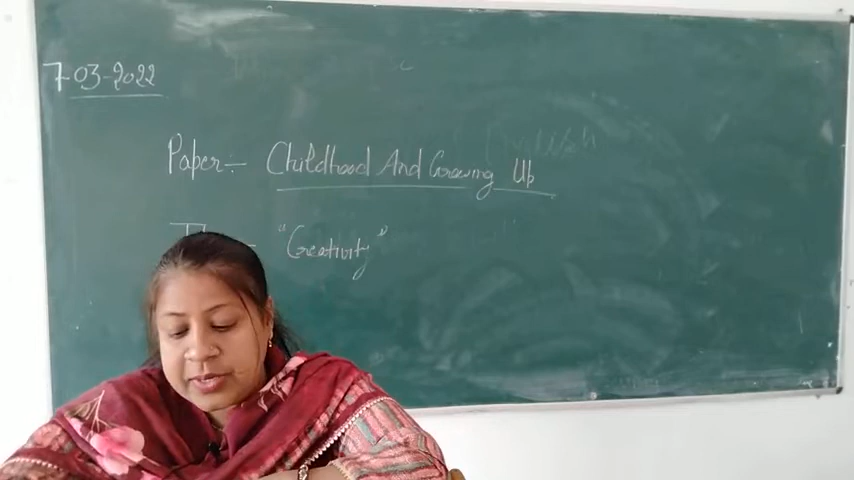 7-03-2022
Paper:- Childhood And Growing Up
- "Creativity"